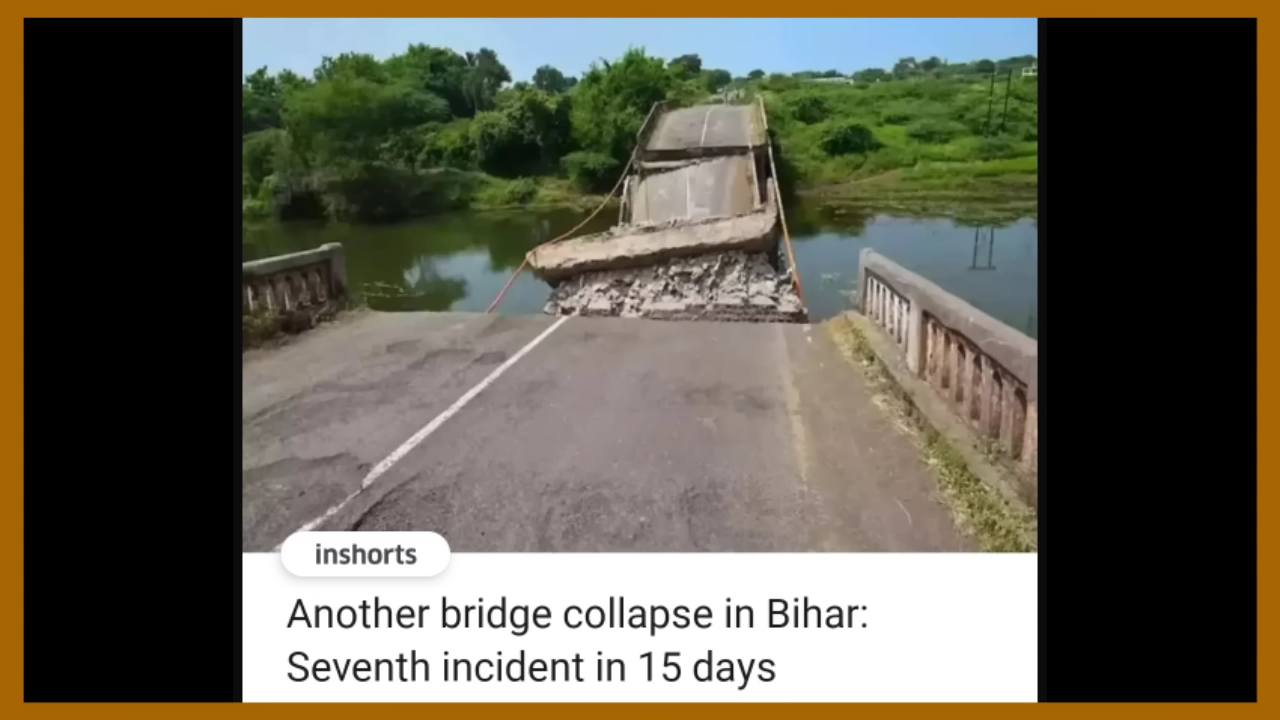 inshorts
Another bridge collapse in Bihar:
Seventh incident in 15 days